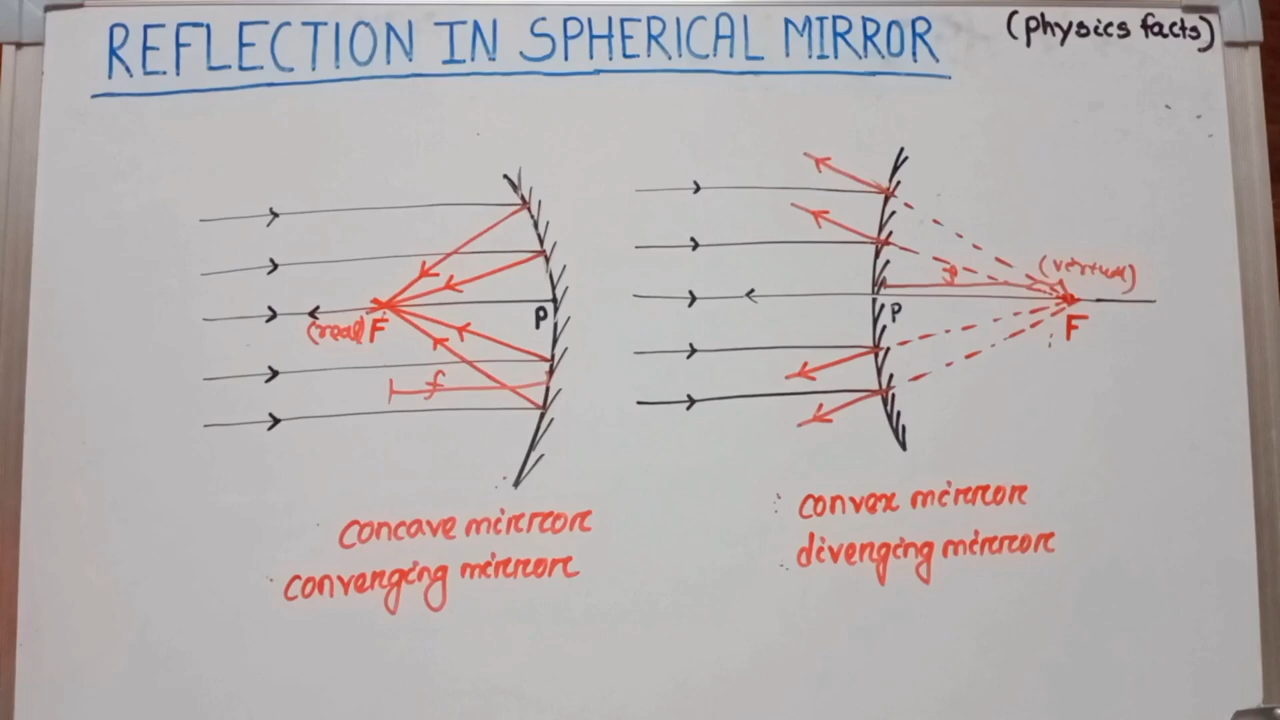 REFLECTION IN SPHERICAL MIRROR
(physics facts)
P
(real) F
f
concave mirror
converging mirror
f
(virtual)
P
F
convex mirror
diverging mirror